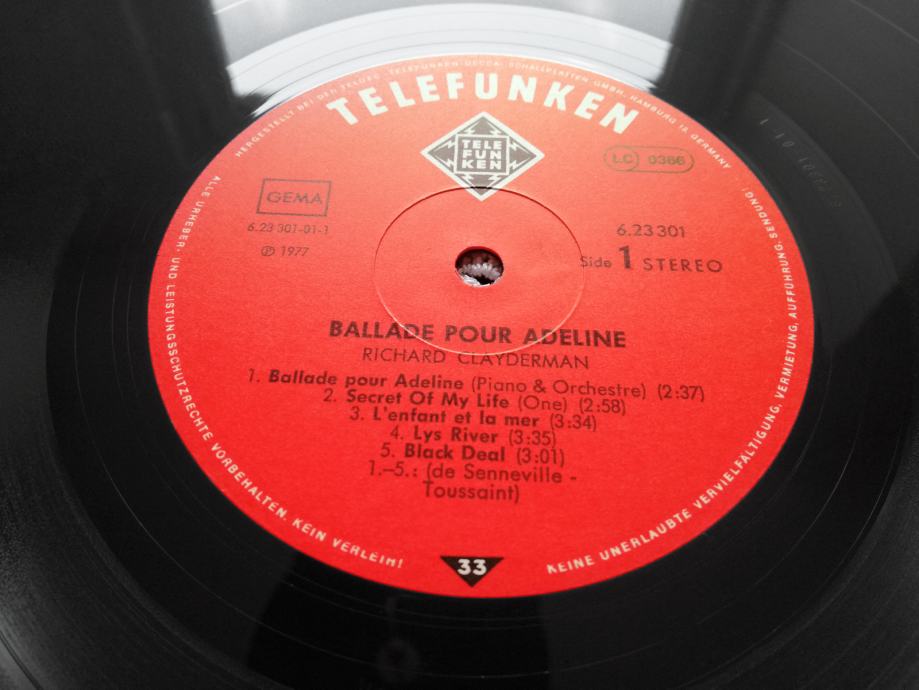 HERGESTELLT BEI DER TELDEC »TELEFUNKEN-DECCA« SCHALLPLATTEN GMBH, HAMBURG 19, GERMANY
TELEFUNKEN
TELE
FUN
KEN
LC 0366
GEMA
6.23 301-01-1
℗ 1977
6.23301
Side 1 STEREO
BALLADE POUR ADELINE
RICHARD CLAYDERMAN
1. Ballade pour Adeline (Piano & Orchestre) (2:37)
2. Secret Of My Life (One) (2:58)
3. L'enfant et la mer (3:34)
4. Lys River (3:35)
5. Black Deal (3:01)
1.–5.: (de Senneville -
Toussaint)
33
ALLE URHEBER- UND LEISTUNGSSCHUTZRECHTE VORBEHALTEN. KEIN VERLEIH!
KEINE UNERLAUBTE VERVIELFÄLTIGUNG, VERMIETUNG, AUFFÜHRUNG, SENDUNG!